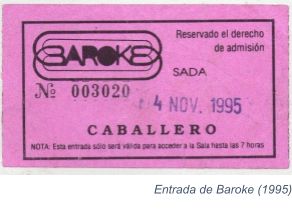 Reservado el derecho
de admisión
BAROKE
SADA
Nº 003020
4 NOV. 1995
CABALLERO
NOTA: Esta entrada sólo será válida para acceder a la Sala hasta las 7 horas
Entrada de Baroke (1995)